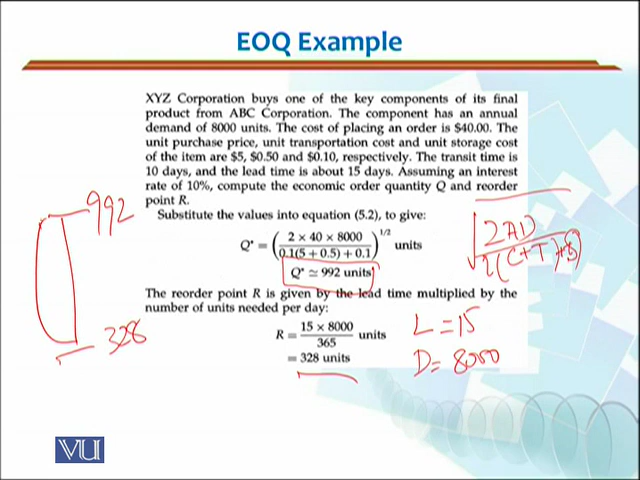 EOQ Example
XYZ Corporation buys one of the key components of its final
product from ABC Corporation. The component has an annual
demand of 8000 units. The cost of placing an order is $40.00. The
unit purchase price, unit transportation cost and unit storage cost
of the item are $5, $0.50 and $0.10, respectively. The transit time is
10 days, and the lead time is about 15 days. Assuming an interest
rate of 10%, compute the economic order quantity Q and reorder
point R.
Substitute the values into equation (5.2), to give:
Q* = (2 × 40 × 8000 / 0.1(5 + 0.5) + 0.1)^1/2 units
Q* ≃ 992 units
The reorder point R is given by the lead time multiplied by the
number of units needed per day:
R = 15 × 8000 / 365 units
= 328 units
992
328
√2AD
(C+T)+
L = 15
D = 8000
VU